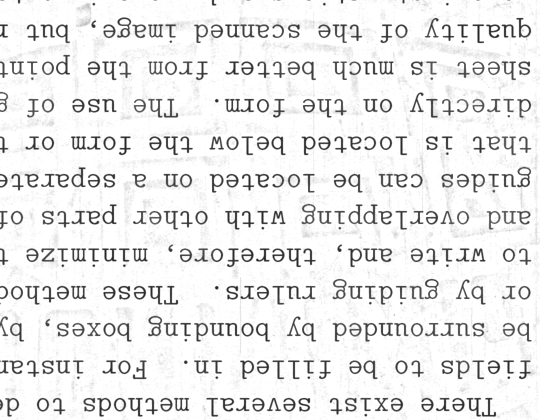 There exist several methods to de
fields to be filled in. For instan
be surrounded by bounding boxes, by
or by guiding rulers. These method
to write and, therefore, minimize t
and overlapping with other parts of
guides can be located on a separate
that is located below the form or t
directly on the form. The use of g
sheet is much better from the point
quality of the scanned image, but r